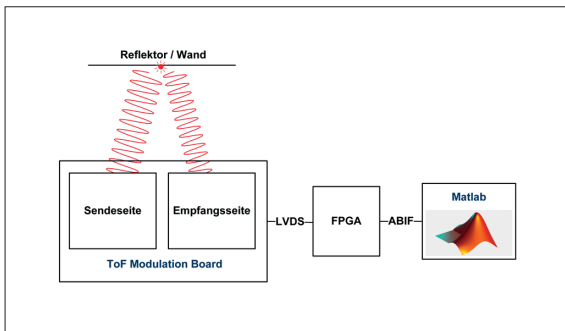 Reflektor / Wand
Sendeseite
Empfangsseite
ToF Modulation Board
LVDS
FPGA
ABIF
Matlab